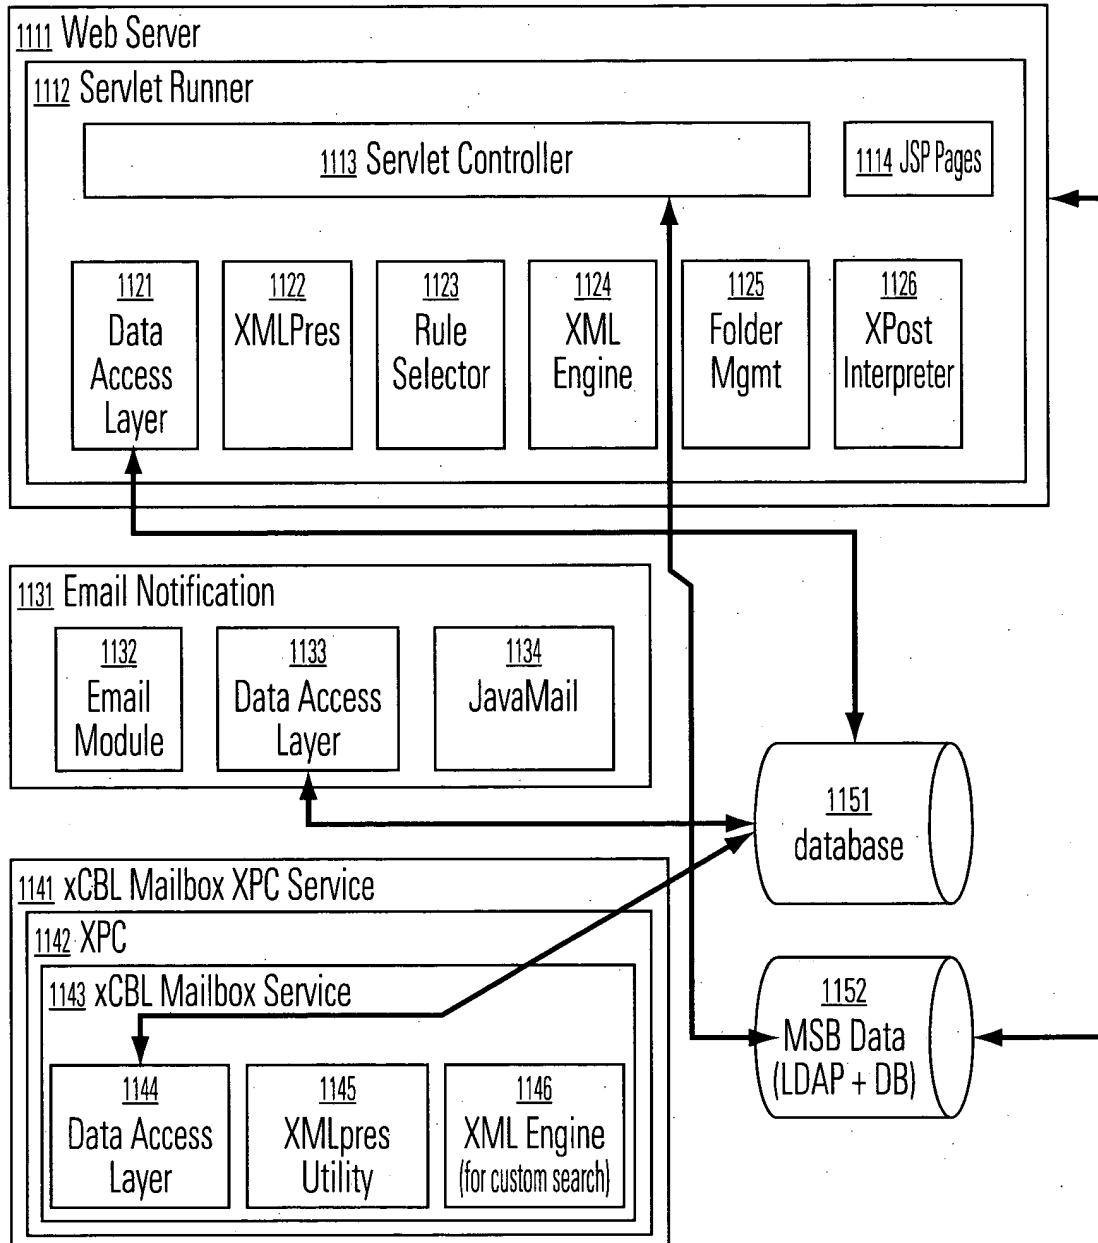 1111 Web Server
1112 Servlet Runner
1113 Servlet Controller
1114 JSP Pages
1121
Data
Access
Layer
1122
XMLPres
1123
Rule
Selector
1124
XML
Engine
1125
Folder
Mgmt
1126
XPost
Interpreter
1131 Email Notification
1132
Email
Module
1133
Data Access
Layer
1134
JavaMail
1151
database
1141 xCBL Mailbox XPC Service
1142 XPC
1143 xCBL Mailbox Service
1144
Data Access
Layer
1145
XMLpres
Utility
1146
XML Engine
(for custom search)
1152
MSB Data
(LDAP + DB)